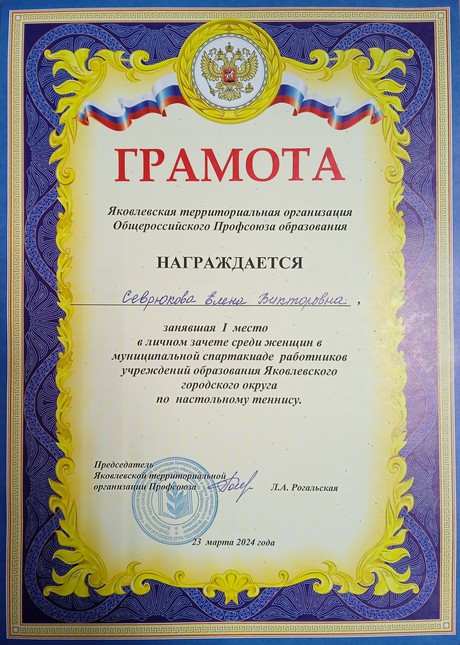 ГРАМОТА
Яковлевская территориальная организация
Общероссийского Профсоюза образования
НАГРАЖДАЕТСЯ
Севрюкова Елена Викторовна ,
занявшая I место
в личном зачете среди женщин в
муниципальной спартакиаде работников
учреждений образования Яковлевского
городского округа
по настольному теннису.
Председатель
Яковлевской территориальной
организации Профсоюза Л.А. Рогальская
23 марта 2024 года